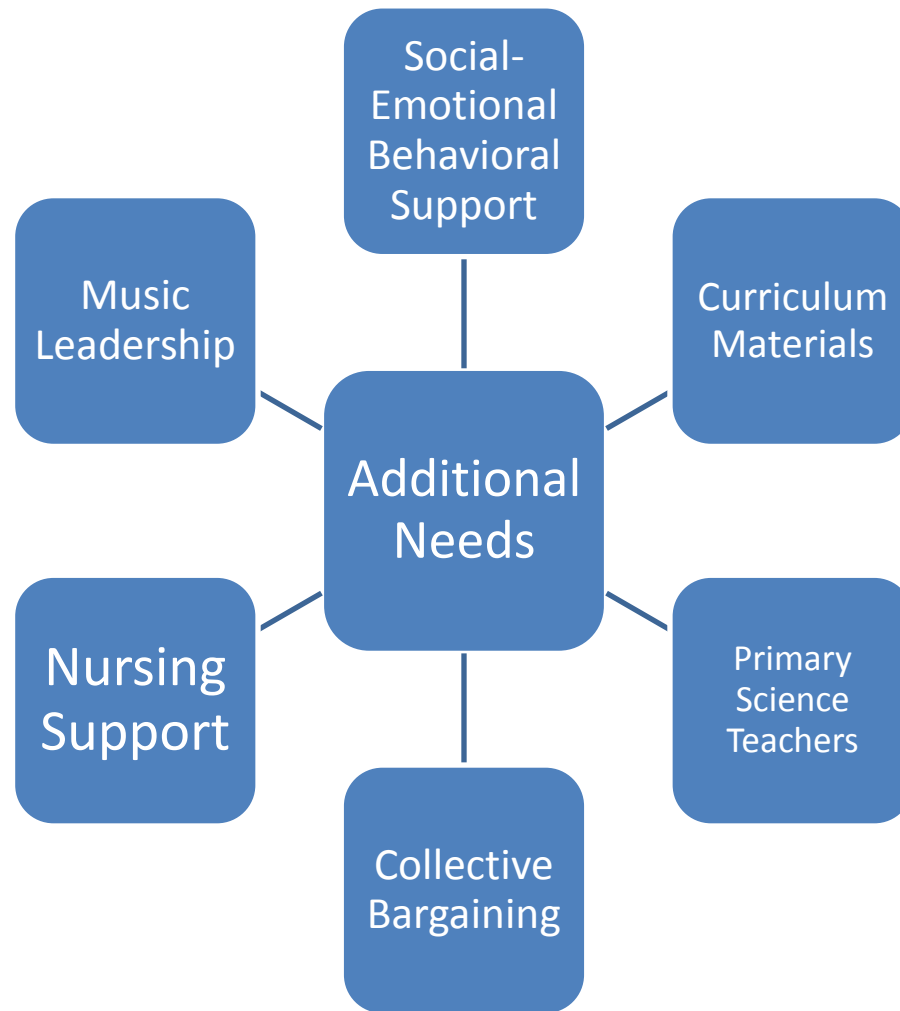 Social-
Emotional
Behavioral
Support
Music
Leadership
Curriculum
Materials
Additional
Needs
Nursing
Support
Primary
Science
Teachers
Collective
Bargaining